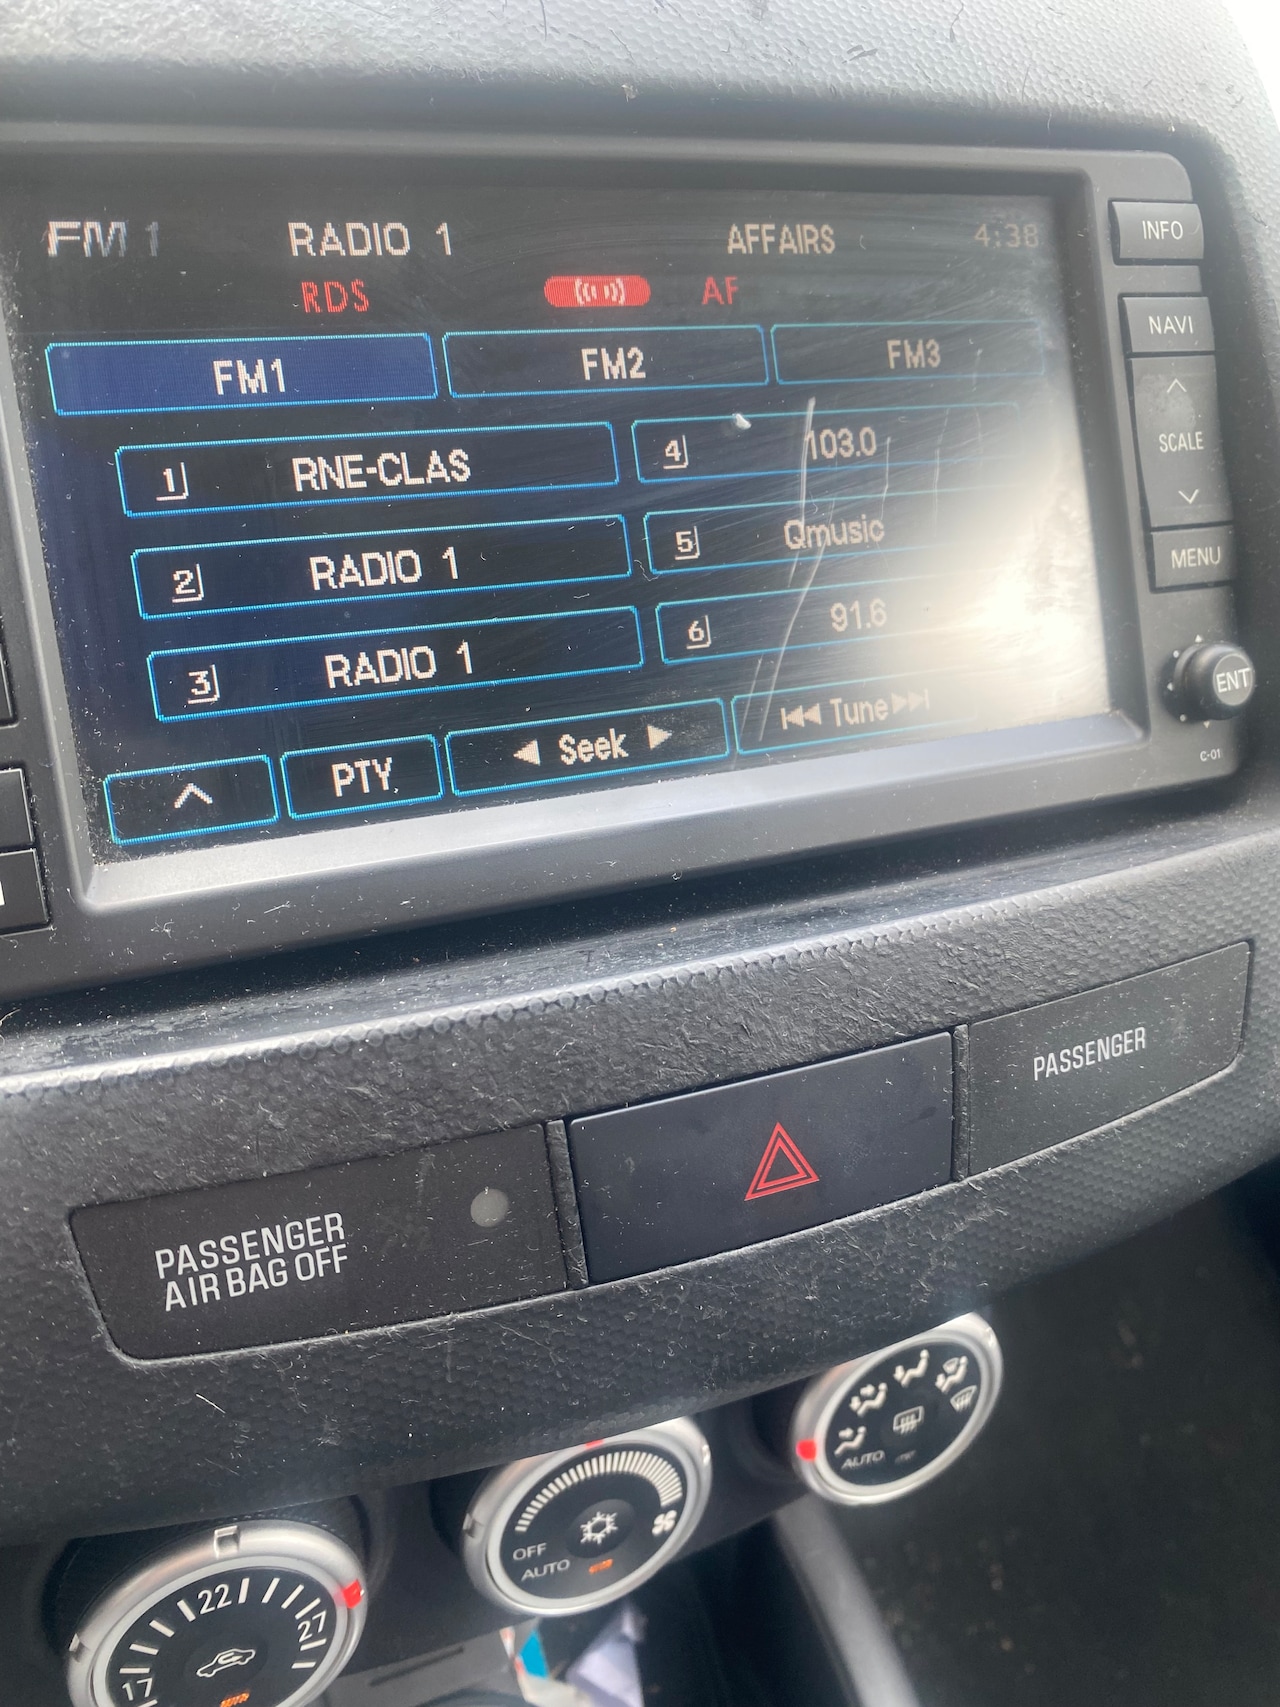 FM 1 RADIO 1 AFFAIRS 4:38
RDS AF
FM1 FM2 FM3
1 RNE-CLAS 4 103.0
2 RADIO 1 5 Qmusic
3 RADIO 1 6 91.6
PTY Seek Tune
INFO
NAVI
SCALE
MENU
ENT
C-01
PASSENGER
AIR BAG OFF
PASSENGER
AUTO
OFF
AUTO
17 22 27